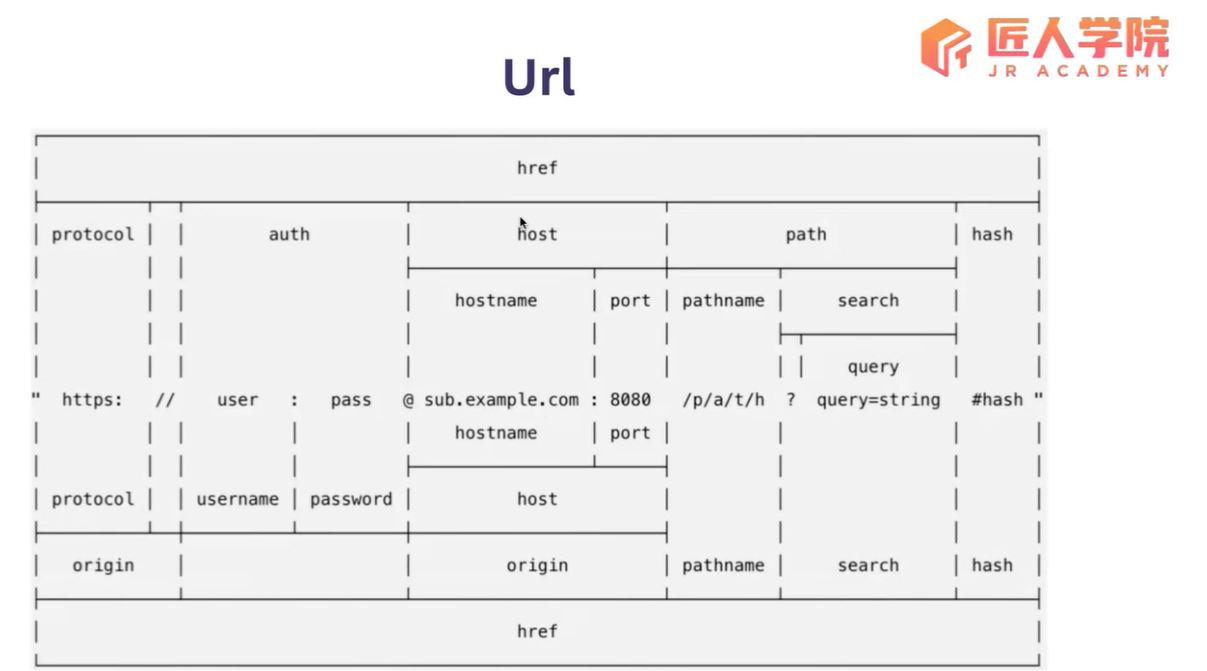 匠人学院
JR ACADEMY
Url
href
protocol auth host path hash
hostname port pathname search
query
" https: // user : pass @ sub.example.com : 8080 /p/a/t/h ? query=string #hash "
hostname port
protocol username password host
origin origin pathname search hash
href